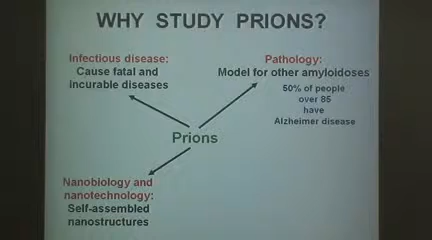 WHY STUDY PRIONS?
Infectious disease:
Cause fatal and
incurable diseases
Pathology:
Model for other amyloidoses
50% of people
over 85
have
Alzheimer disease
Prions
Nanobiology and
nanotechnology:
Self-assembled
nanostructures